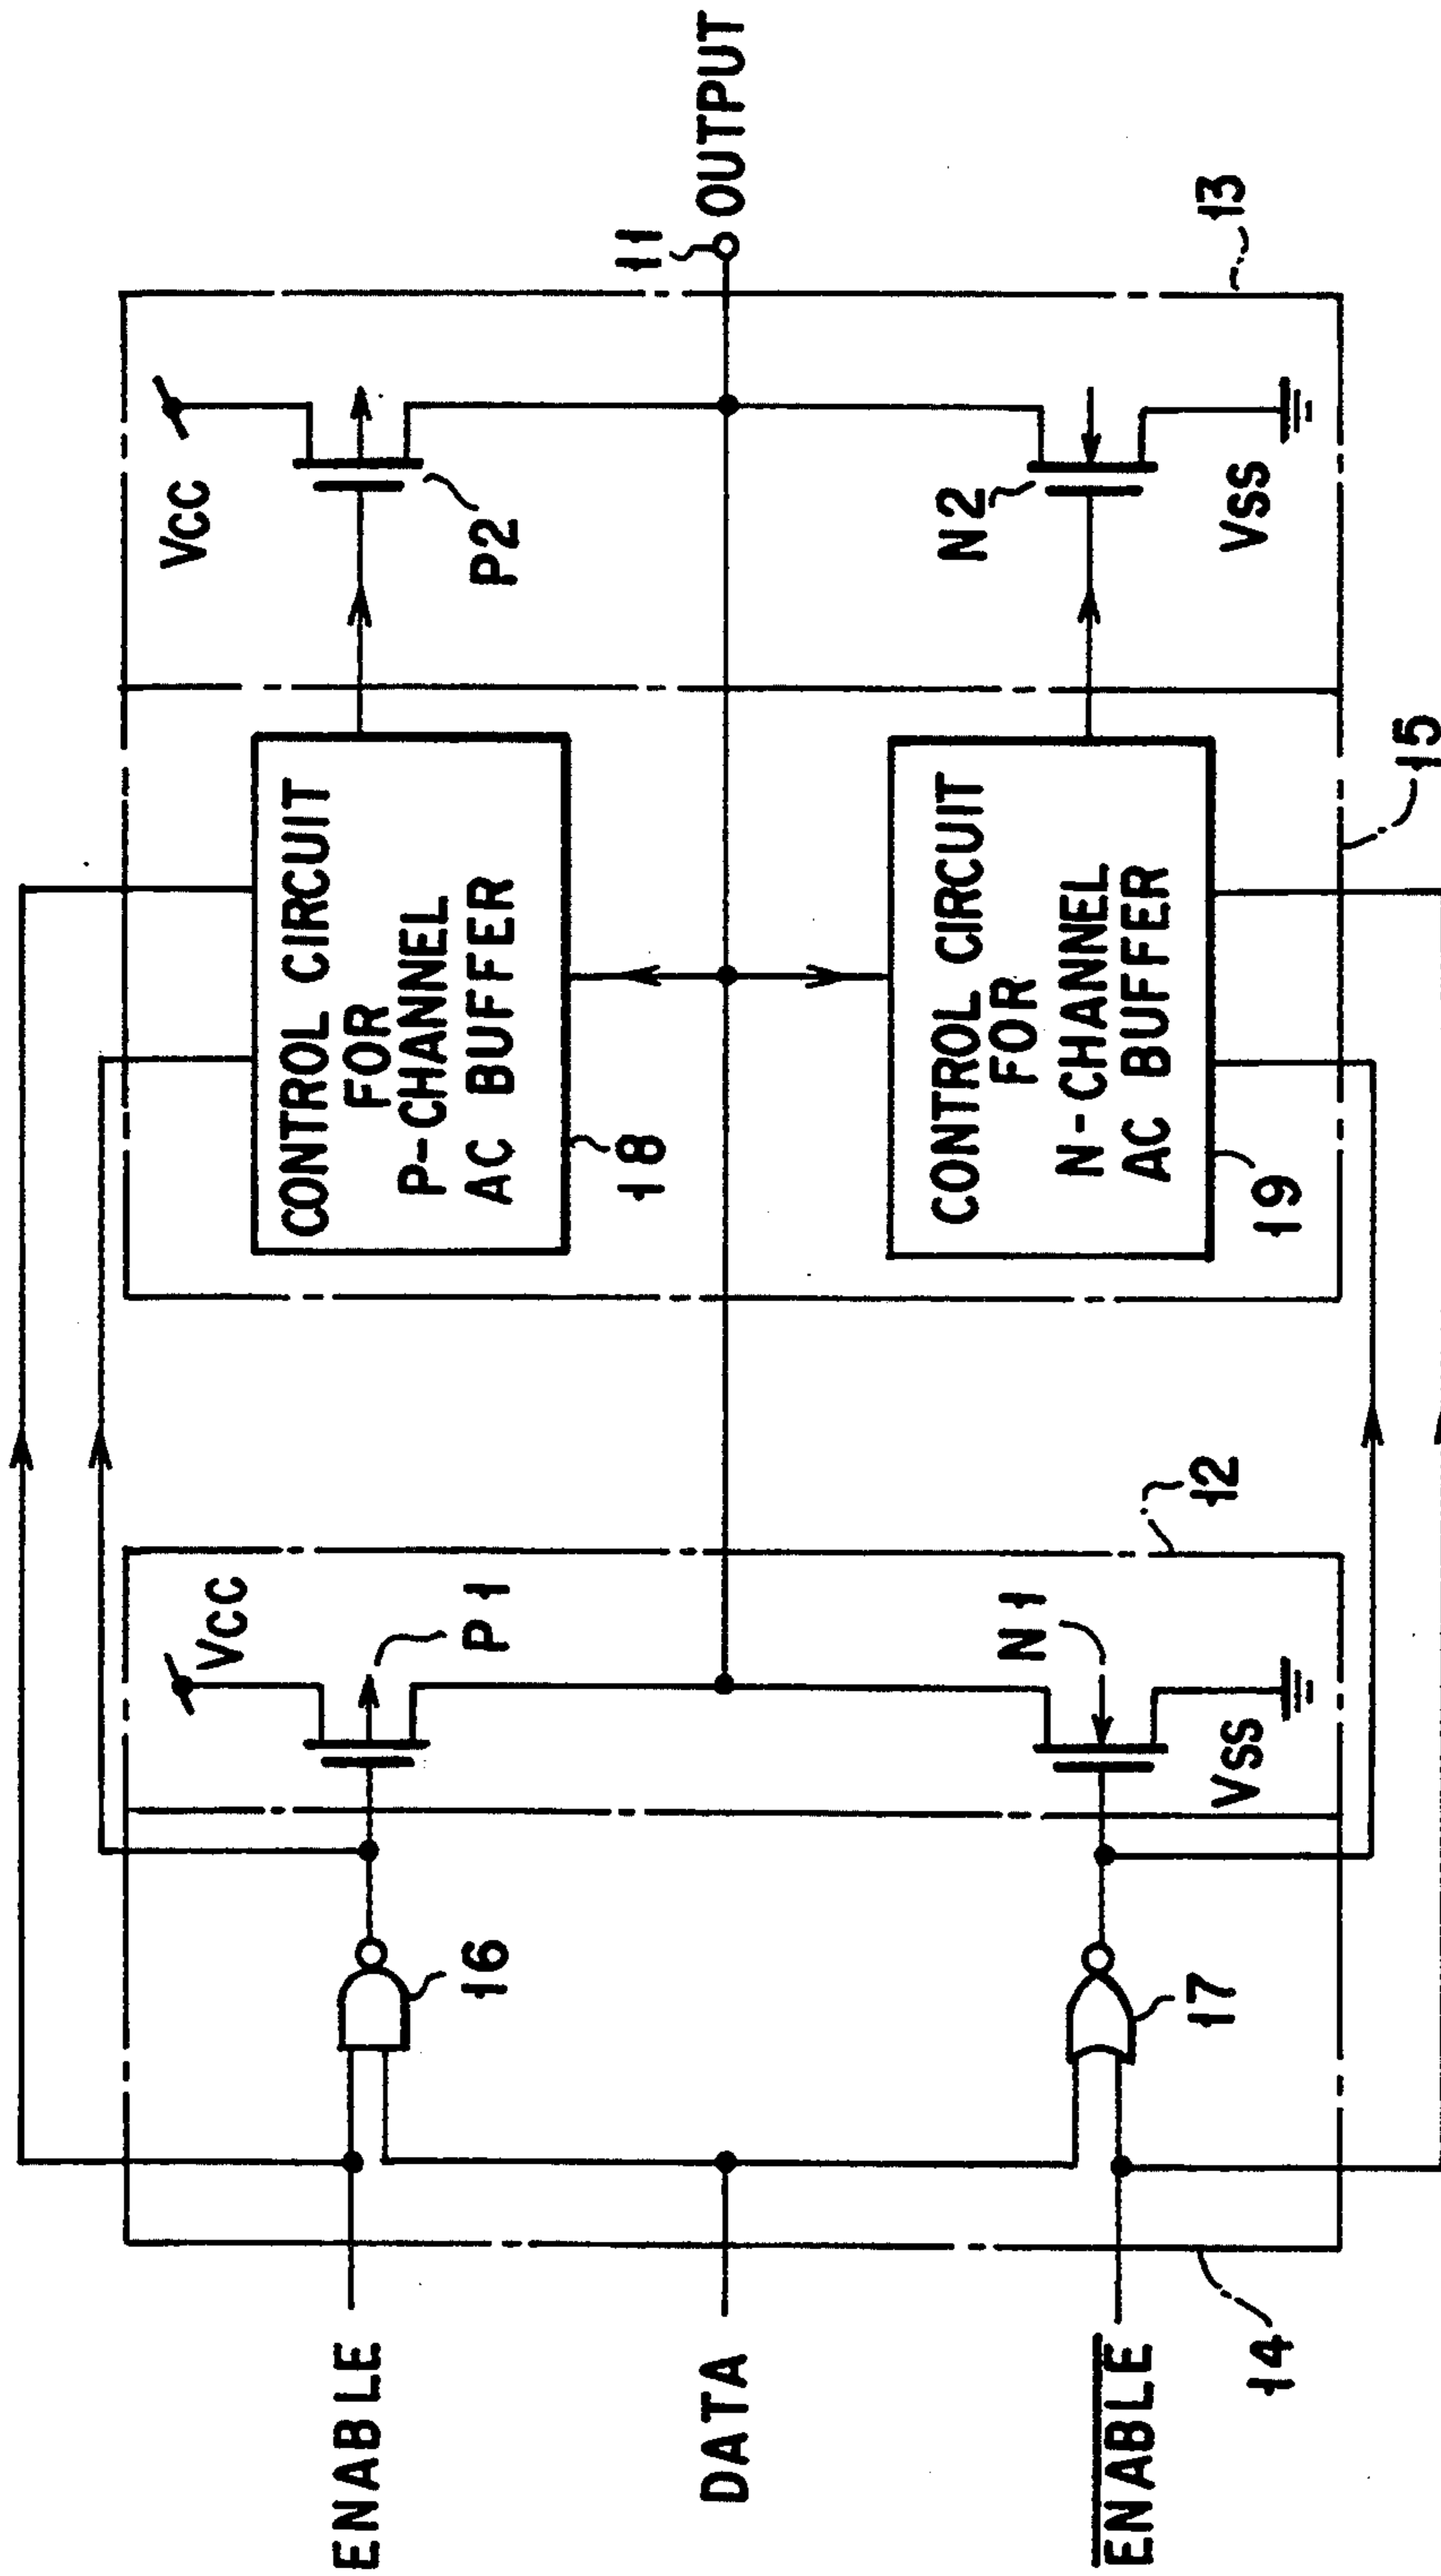 ENABLE
DATA
ENABLE
14
16
17
VCC
P1
N1
VSS
12
CONTROL CIRCUIT
FOR
P-CHANNEL
AC BUFFER
18
CONTROL CIRCUIT
FOR
N-CHANNEL
AC BUFFER
19
15
VCC
P2
N2
VSS
13
11
OUTPUT